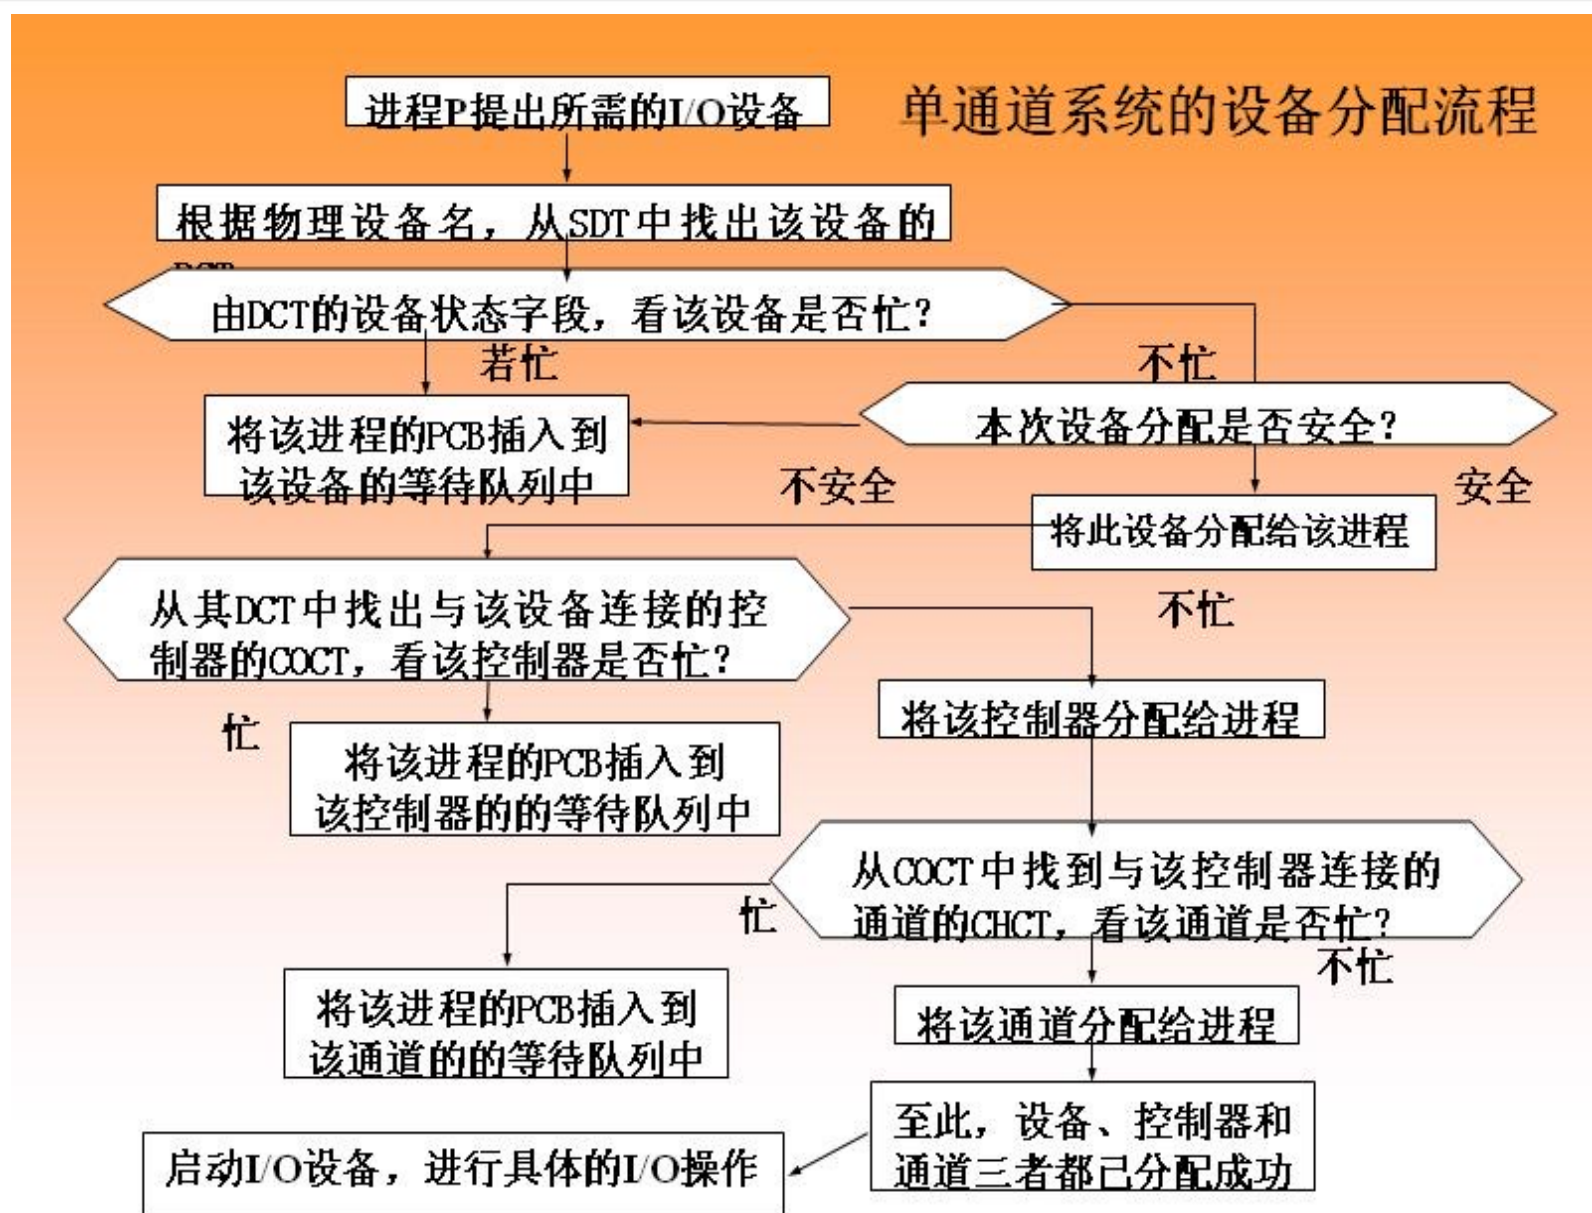 单通道系统的设备分配流程
进程P提出所需的I/O设备
根据物理设备名，从SDT中找出该设备的
由DCT的设备状态字段，看该设备是否忙？
若忙
不忙
将该进程的PCB插入到
该设备的等待队列中
本次设备分配是否安全？
不安全
安全
将此设备分配给该进程
从其DCT中找出与该设备连接的控
制器的COCT，看该控制器是否忙？
不忙
忙
将该控制器分配给进程
将该进程的PCB插入到
该控制器的的等待队列中
从COCT中找到与该控制器连接的
通道的CHCT，看该通道是否忙？
忙
不忙
将该进程的PCB插入到
该通道的的等待队列中
将该通道分配给进程
至此，设备、控制器和
通道三者都已分配成功
启动I/O设备，进行具体的I/O操作